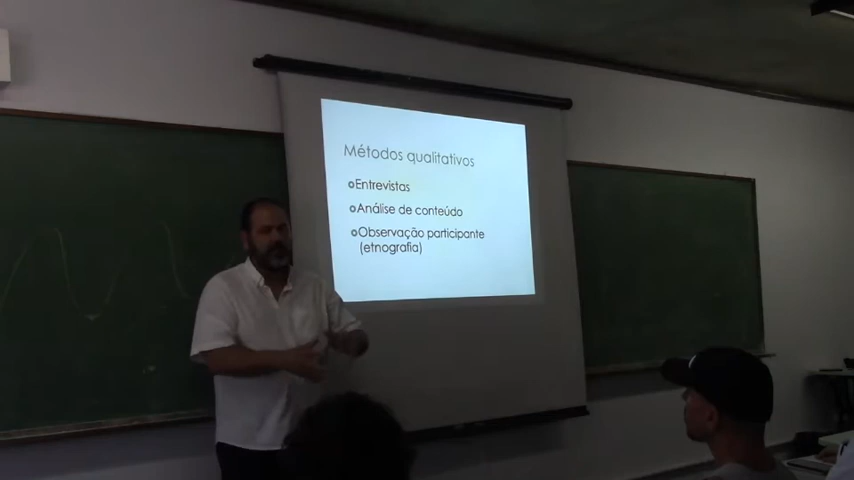 Métodos qualitativos
Entrevistas
Análise de conteúdo
Observação participante
(etnografia)